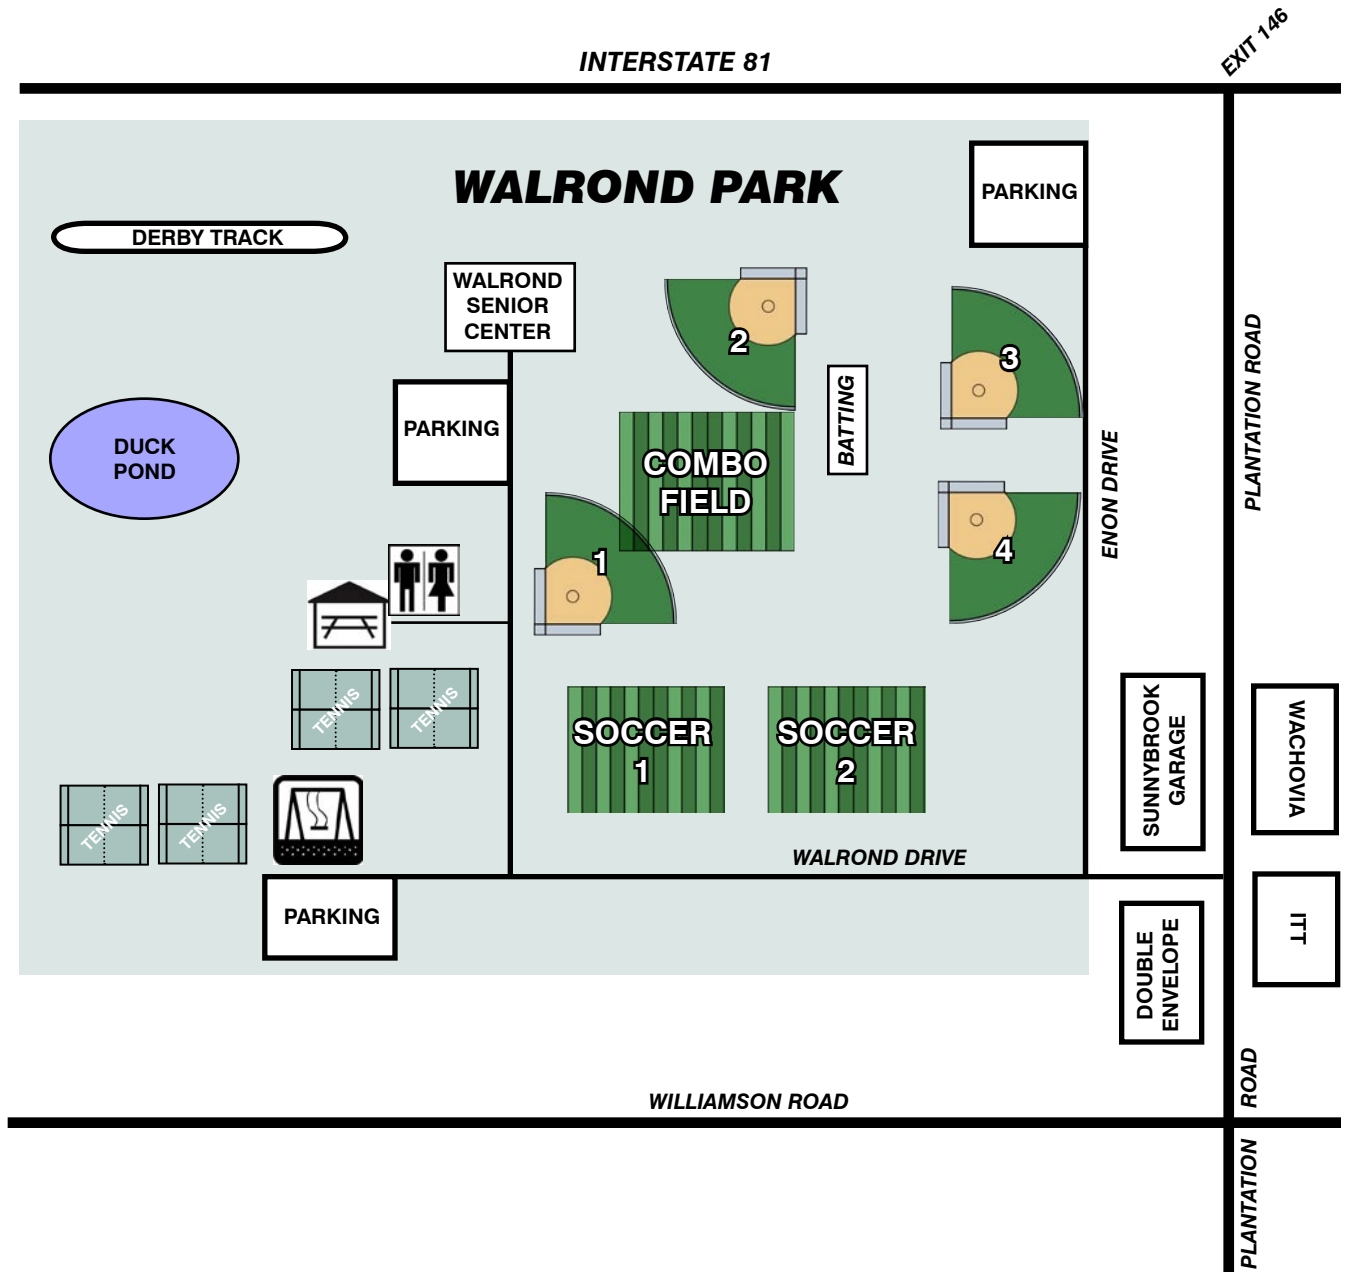 EXIT 146
INTERSTATE 81
WALROND PARK
PARKING
DERBY TRACK
WALROND
SENIOR
CENTER
2
3
PLANTATION ROAD
BATTING
PARKING
DUCK
POND
COMBO
FIELD
ENON DRIVE
1
4
TENNIS
TENNIS
SOCCER
1
SOCCER
2
SUNNYBROOK
GARAGE
WACHOVIA
TENNIS
TENNIS
WALROND DRIVE
PARKING
DOUBLE
ENVELOPE
ITT
WILLIAMSON ROAD
PLANTATION ROAD